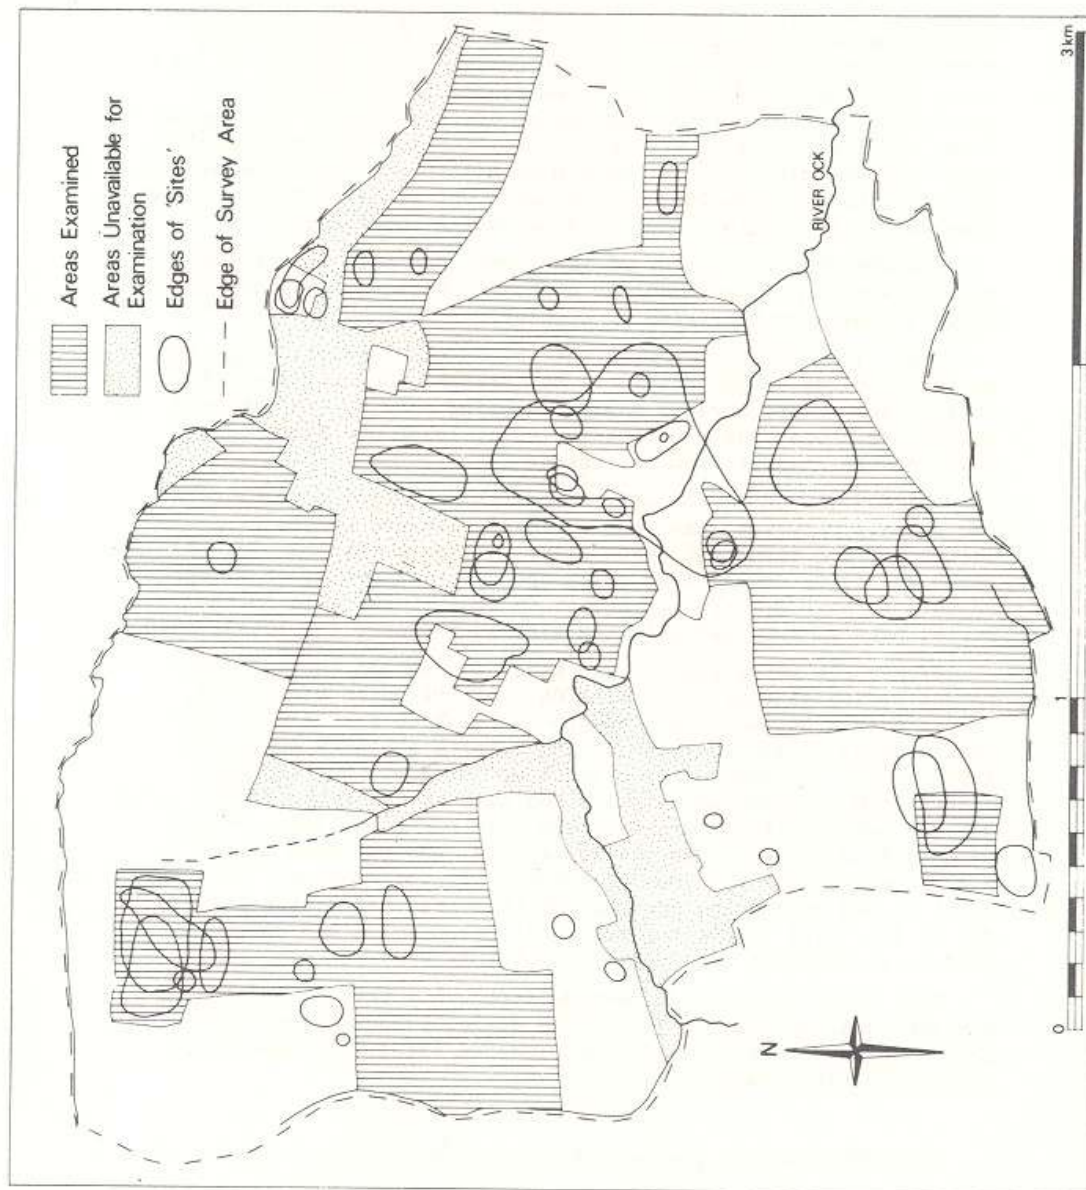 Areas Examined
Areas Unavailable for
Examination
Edges of 'Sites'
Edge of Survey Area
RIVER OCK
N
0
1
3 km